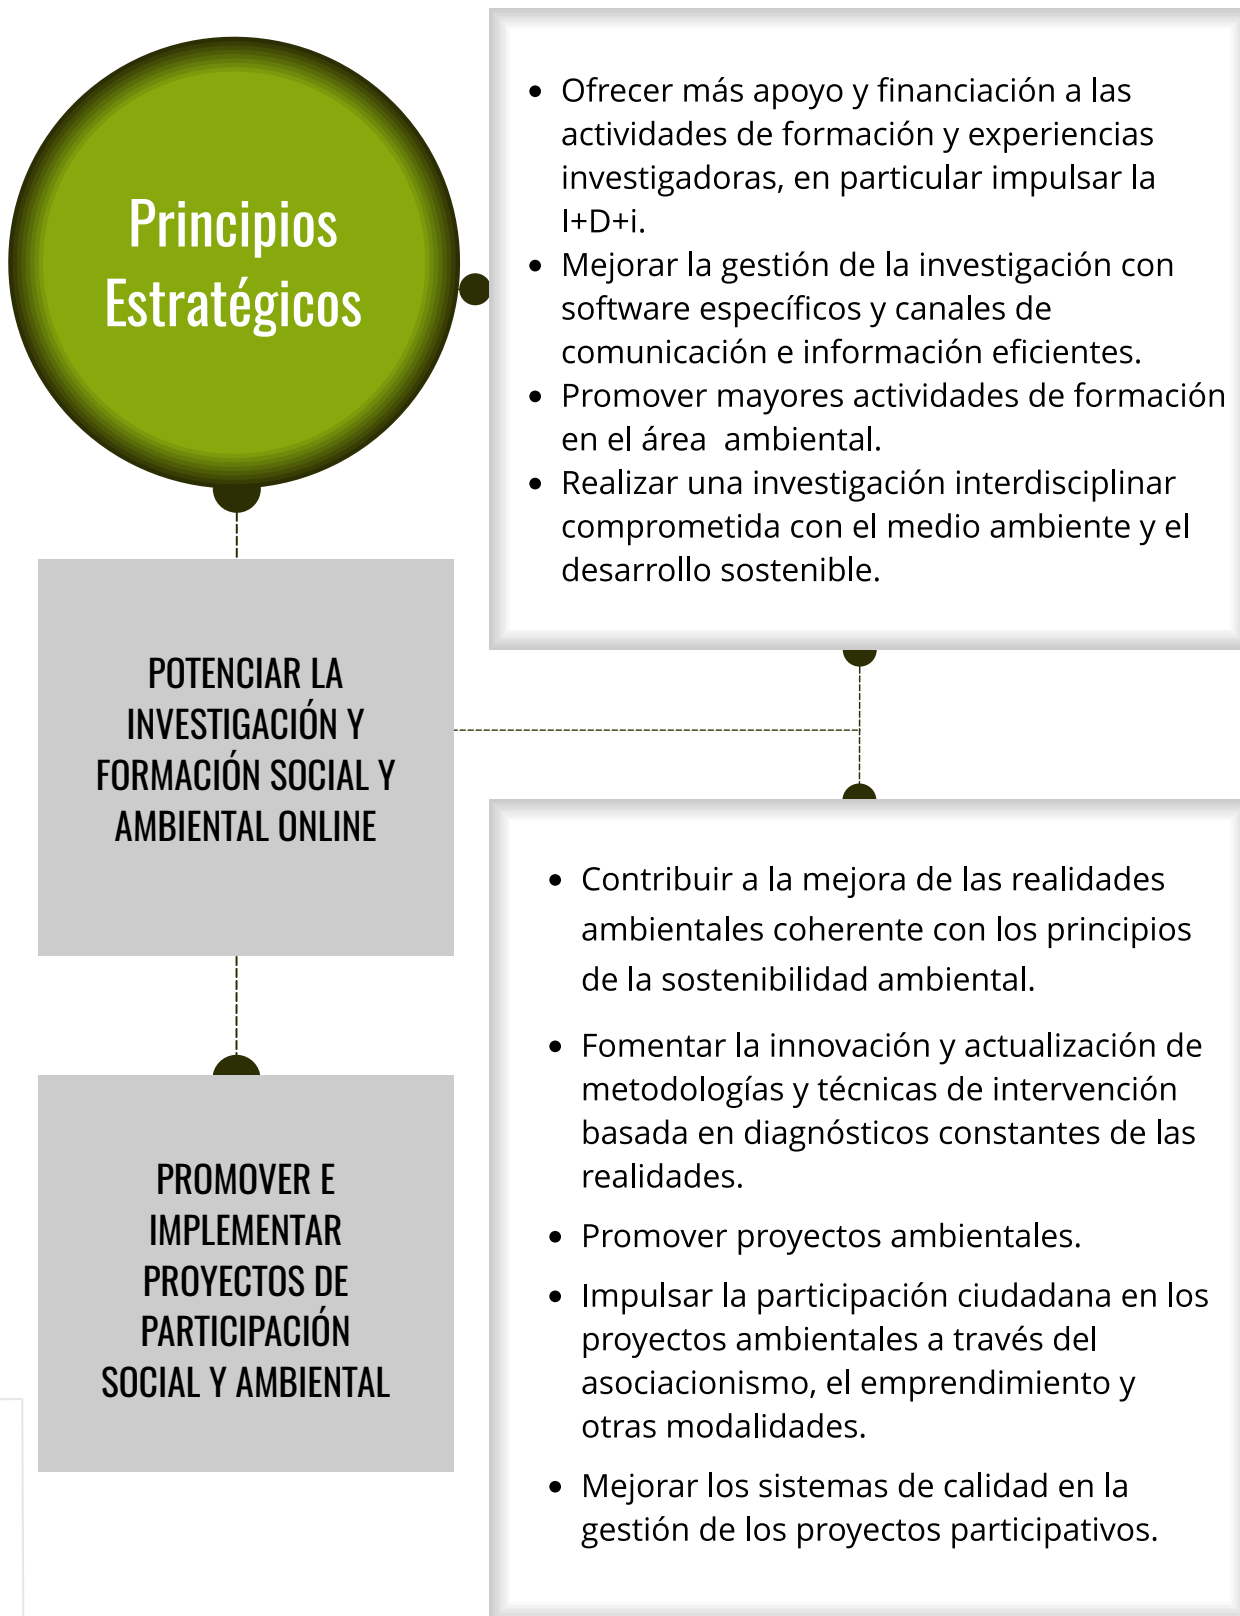 Principios
Estratégicos
• Ofrecer más apoyo y financiación a las
actividades de formación y experiencias
investigadoras, en particular impulsar la
I+D+i.
• Mejorar la gestión de la investigación con
software específicos y canales de
comunicación e información eficientes.
• Promover mayores actividades de formación
en el área  ambiental.
• Realizar una investigación interdisciplinar
comprometida con el medio ambiente y el
desarrollo sostenible.
POTENCIAR LA
INVESTIGACIÓN Y
FORMACIÓN SOCIAL Y
AMBIENTAL ONLINE
• Contribuir a la mejora de las realidades
ambientales coherente con los principios
de la sostenibilidad ambiental.
• Fomentar la innovación y actualización de
metodologías y técnicas de intervención
basada en diagnósticos constantes de las
realidades.
• Promover proyectos ambientales.
• Impulsar la participación ciudadana en los
proyectos ambientales a través del
asociacionismo, el emprendimiento y
otras modalidades.
• Mejorar los sistemas de calidad en la
gestión de los proyectos participativos.
PROMOVER E
IMPLEMENTAR
PROYECTOS DE
PARTICIPACIÓN
SOCIAL Y AMBIENTAL